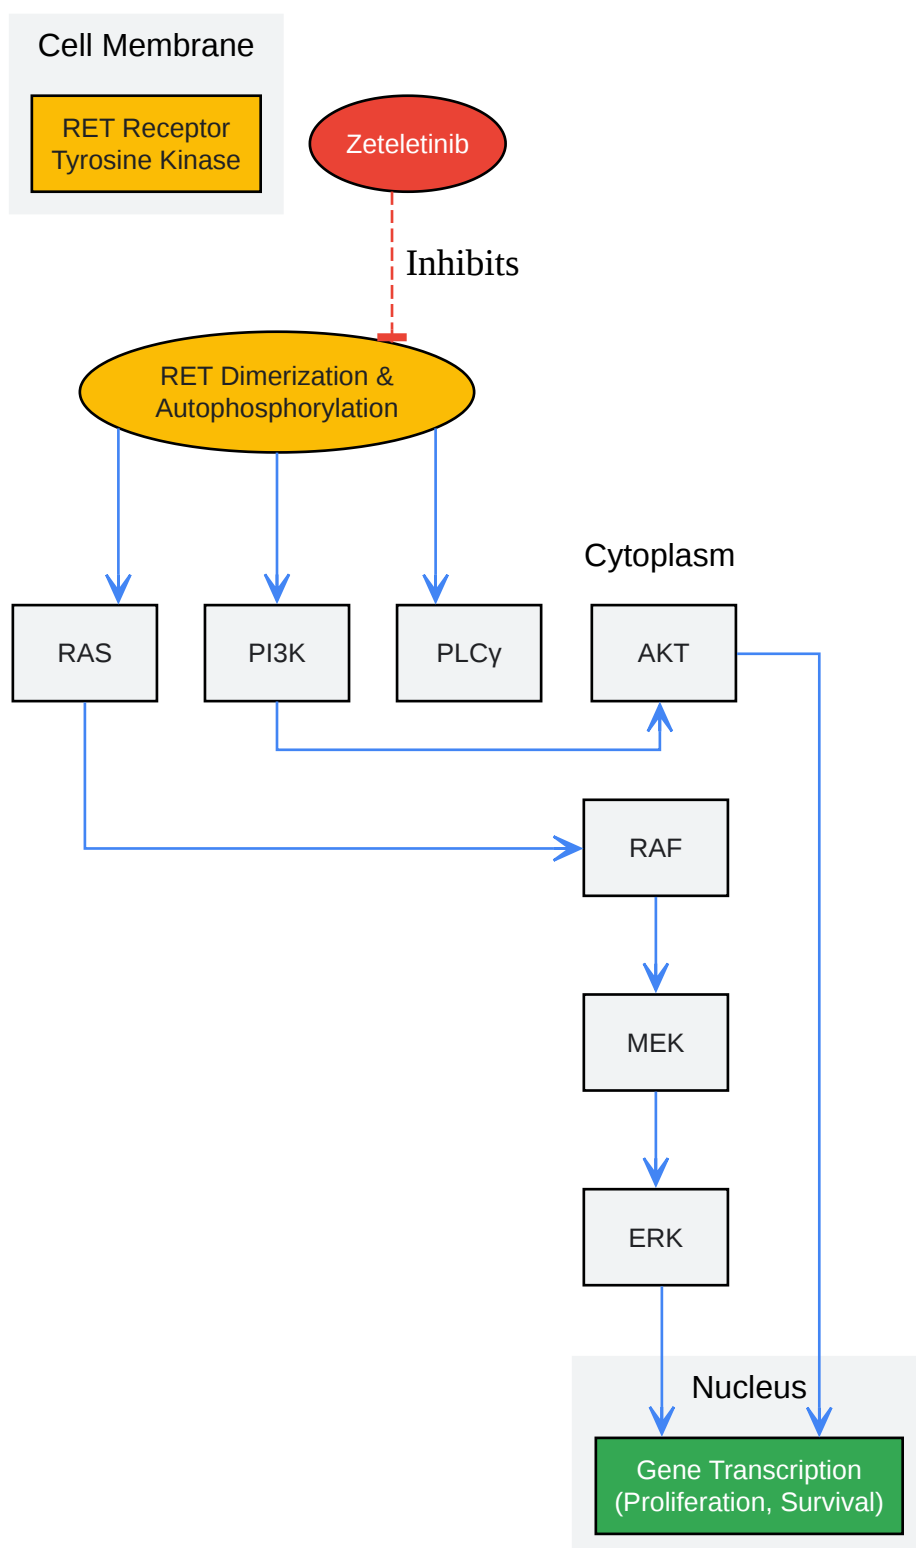 Cell Membrane
RET Receptor
Tyrosine Kinase
Zeteletinib
Inhibits
RET Dimerization &
Autophosphorylation
Cytoplasm
RAS
PI3K
PLCγ
AKT
RAF
MEK
ERK
Nucleus
Gene Transcription
(Proliferation, Survival)